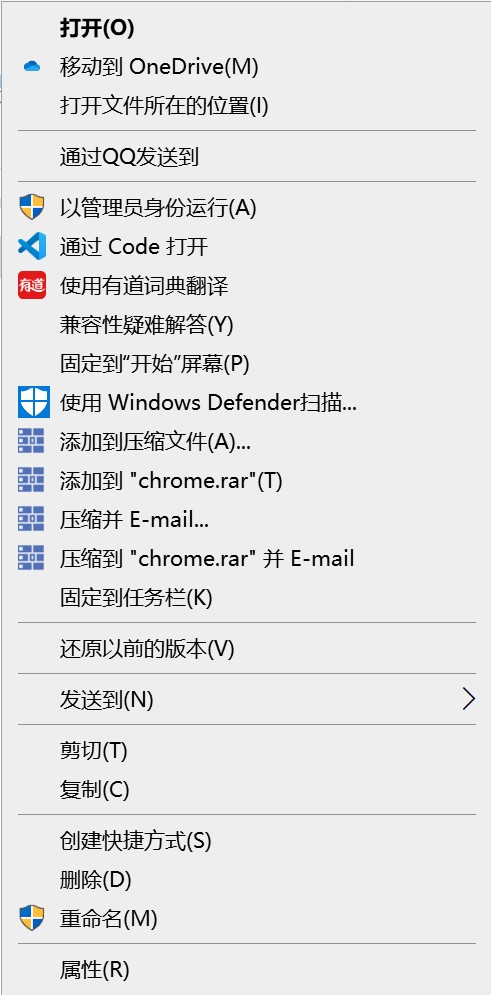 打开(O)
移动到 OneDrive(M)
打开文件所在的位置(I)
通过QQ发送到
以管理员身份运行(A)
通过 Code 打开
有道 使用有道词典翻译
兼容性疑难解答(Y)
固定到“开始”屏幕(P)
使用 Windows Defender扫描...
添加到压缩文件(A)...
添加到 "chrome.rar"(T)
压缩并 E-mail...
压缩到 "chrome.rar" 并 E-mail
固定到任务栏(K)
还原以前的版本(V)
发送到(N)
剪切(T)
复制(C)
创建快捷方式(S)
删除(D)
重命名(M)
属性(R)